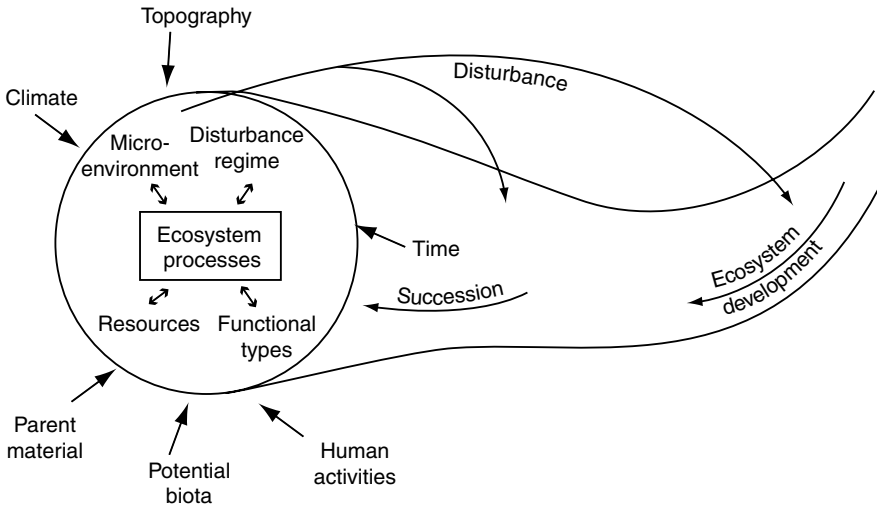 Topography
Climate
Disturbance
Micro-
environment
Disturbance
regime
Ecosystem
processes
Time
Ecosystem
development
Succession
Resources
Functional
types
Parent
material
Potential
biota
Human
activities